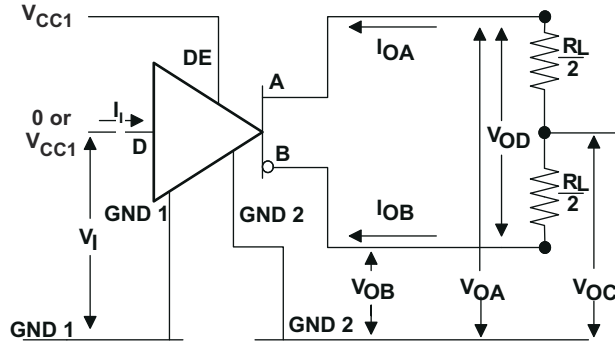 VCC1
DE
A
IOA
RL
2
0 or
VCC1
II
D
B
VOD
GND 1
GND 2
IOB
RL
2
VI
VOB
VOA
VOC
GND 1
GND 2